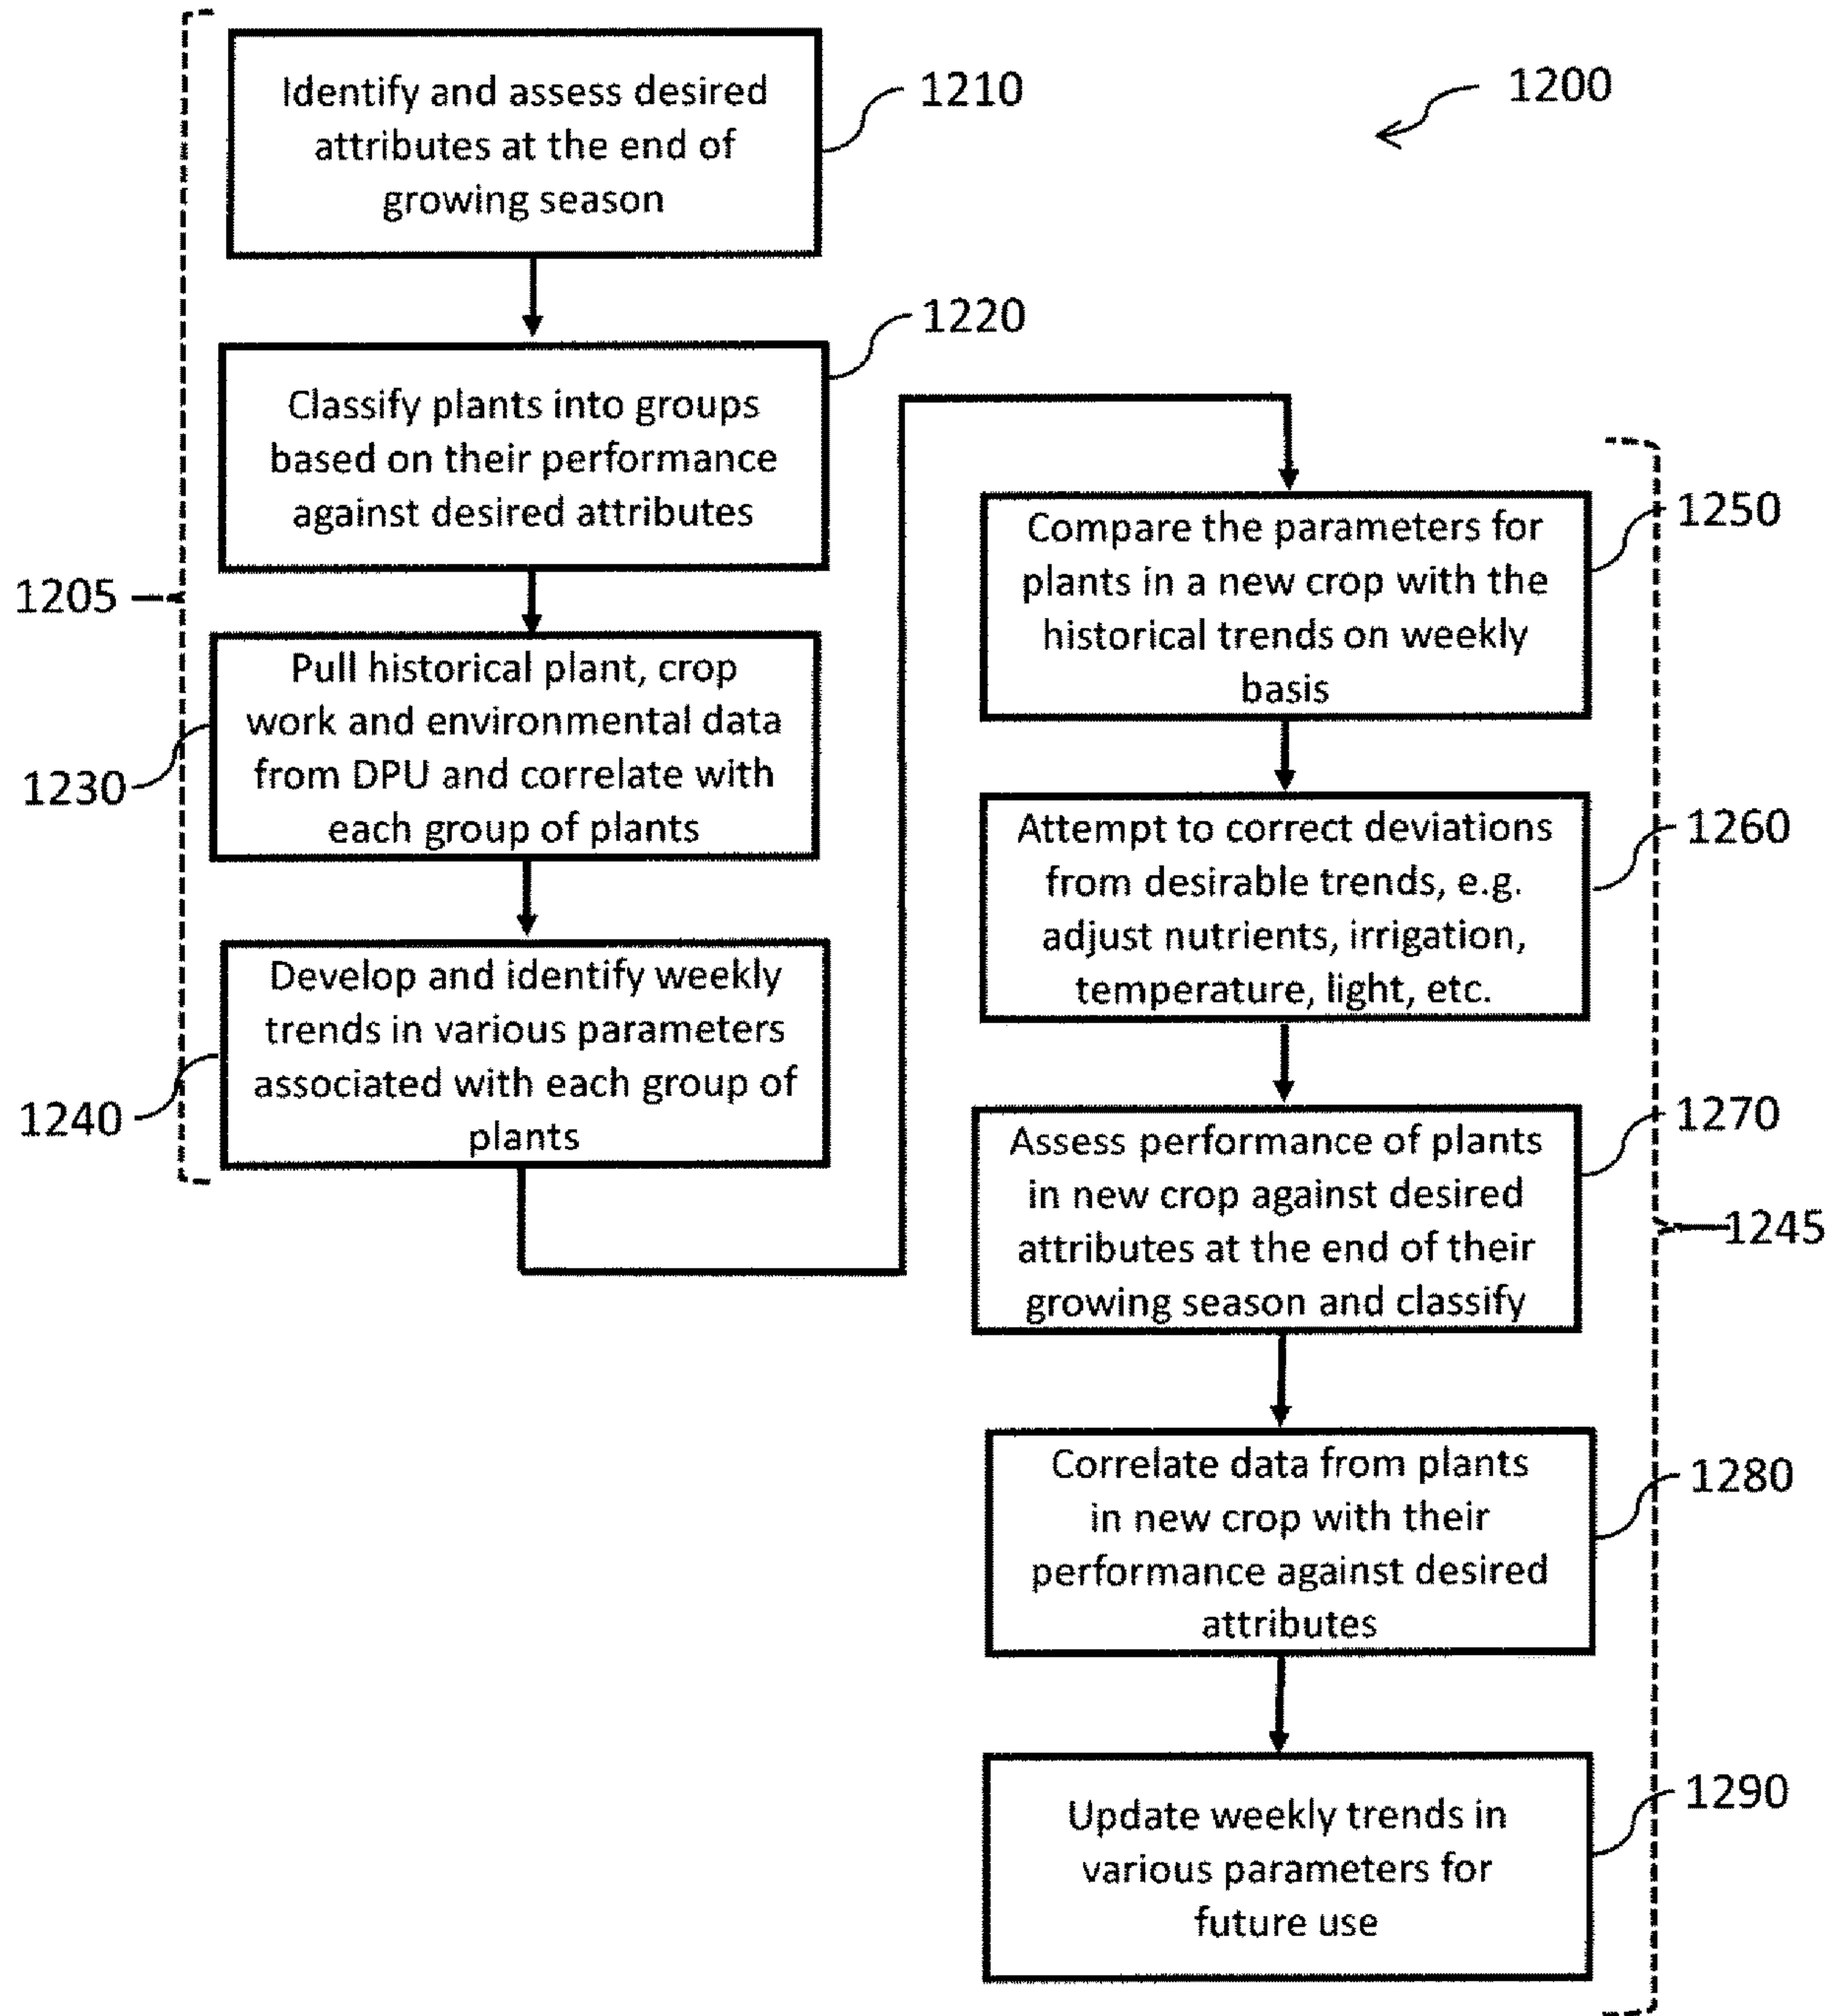 1200
1205
Identify and assess desired
attributes at the end of
growing season
1210
Classify plants into groups
based on their performance
against desired attributes
1220
Pull historical plant, crop
work and environmental data
from DPU and correlate with
each group of plants
1230
Develop and identify weekly
trends in various parameters
associated with each group of
plants
1240
1245
Compare the parameters for
plants in a new crop with the
historical trends on weekly
basis
1250
Attempt to correct deviations
from desirable trends, e.g.
adjust nutrients, irrigation,
temperature, light, etc.
1260
Assess performance of plants
in new crop against desired
attributes at the end of their
growing season and classify
1270
Correlate data from plants
in new crop with their
performance against desired
attributes
1280
Update weekly trends in
various parameters for
future use
1290